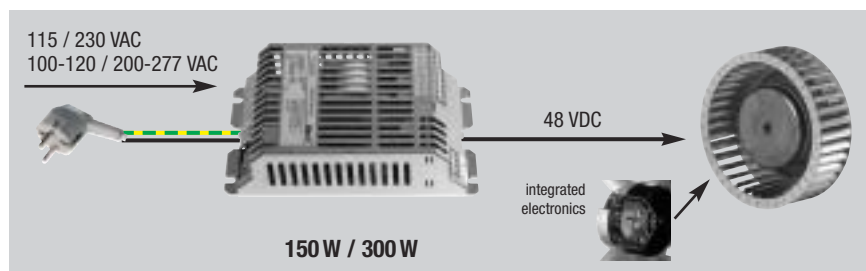 115 / 230 VAC
100-120 / 200-277 VAC
48 VDC
integrated
electronics
150 W / 300 W